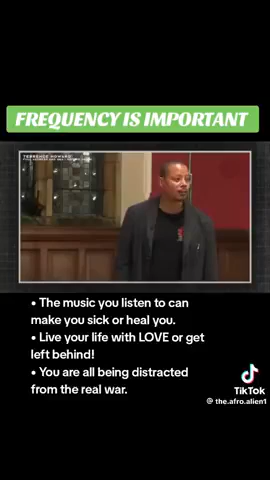 FREQUENCY IS IMPORTANT
TERRENCE HOWARD
• The music you listen to can
make you sick or heal you.
• Live your life with LOVE or get
left behind!
• You are all being distracted
from the real war.
TikTok
@ the.afro.alien1